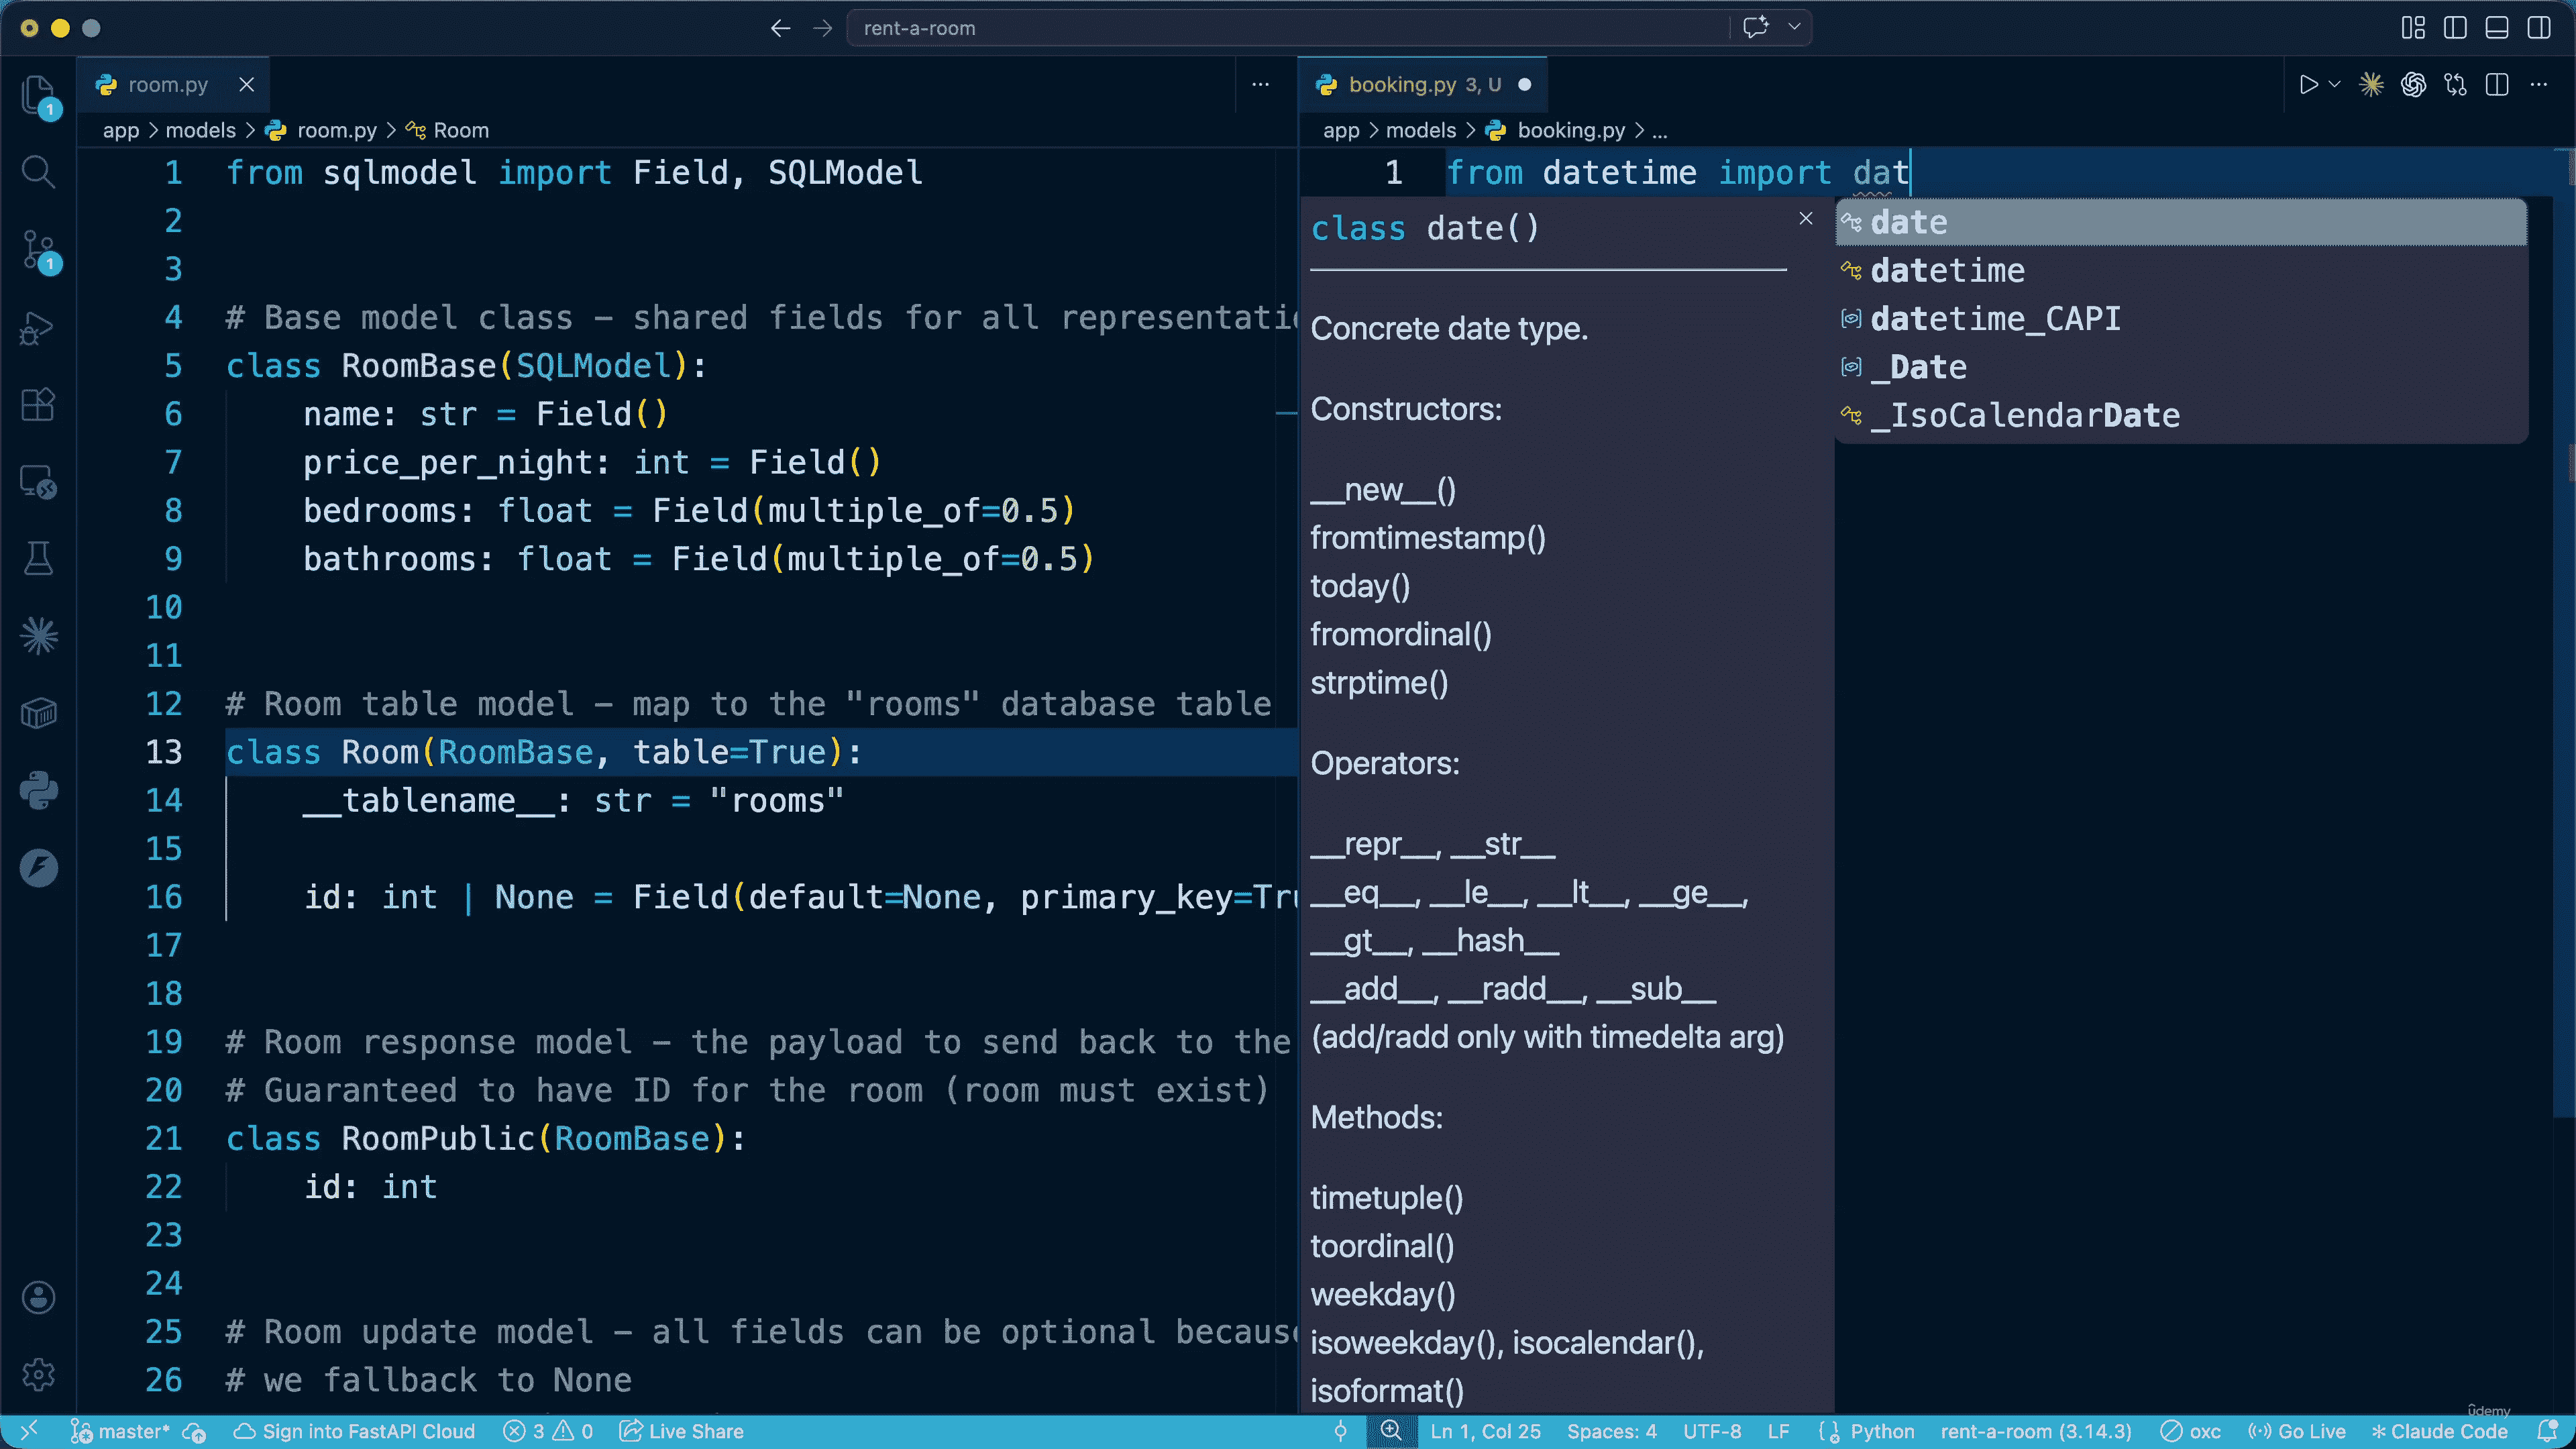 rent-a-room
room.py
app > models > room.py > Room
1 from sqlmodel import Field, SQLModel
2
3
4 # Base model class – shared fields for all representati
5 class RoomBase(SQLModel):
6 name: str = Field()
7 price_per_night: int = Field()
8 bedrooms: float = Field(multiple_of=0.5)
9 bathrooms: float = Field(multiple_of=0.5)
10
11
12 # Room table model – map to the "rooms" database table
13 class Room(RoomBase, table=True):
14 __tablename__: str = "rooms"
15
16 id: int | None = Field(default=None, primary_key=Tru
17
18
19 # Room response model – the payload to send back to the
20 # Guaranteed to have ID for the room (room must exist)
21 class RoomPublic(RoomBase):
22 id: int
23
24
25 # Room update model – all fields can be optional because
26 # we fallback to None
booking.py 3, U
app > models > booking.py > ...
1 from datetime import dat
class date()
Concrete date type.
Constructors:
__new__()
fromtimestamp()
today()
fromordinal()
strptime()
Operators:
__repr__, __str__
__eq__, __le__, __lt__, __ge__,
__gt__, __hash__
__add__, __radd__, __sub__
(add/radd only with timedelta arg)
Methods:
timetuple()
toordinal()
weekday()
isoweekday(), isocalendar(),
isoformat()
date
datetime
datetime_CAPI
_Date
_IsoCalendarDate
1
1
udemy
master* Sign into FastAPI Cloud 3 0 Live Share Ln 1, Col 25 Spaces: 4 UTF-8 LF Python rent-a-room (3.14.3) oxc Go Live Claude Code